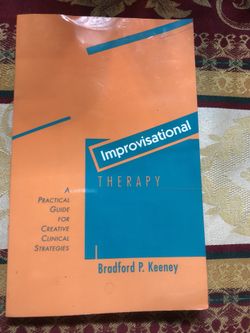 Improvisational
THERAPY
A
PRACTICAL
GUIDE
FOR
CREATIVE
CLINICAL
STRATEGIES
Bradford P. Keeney